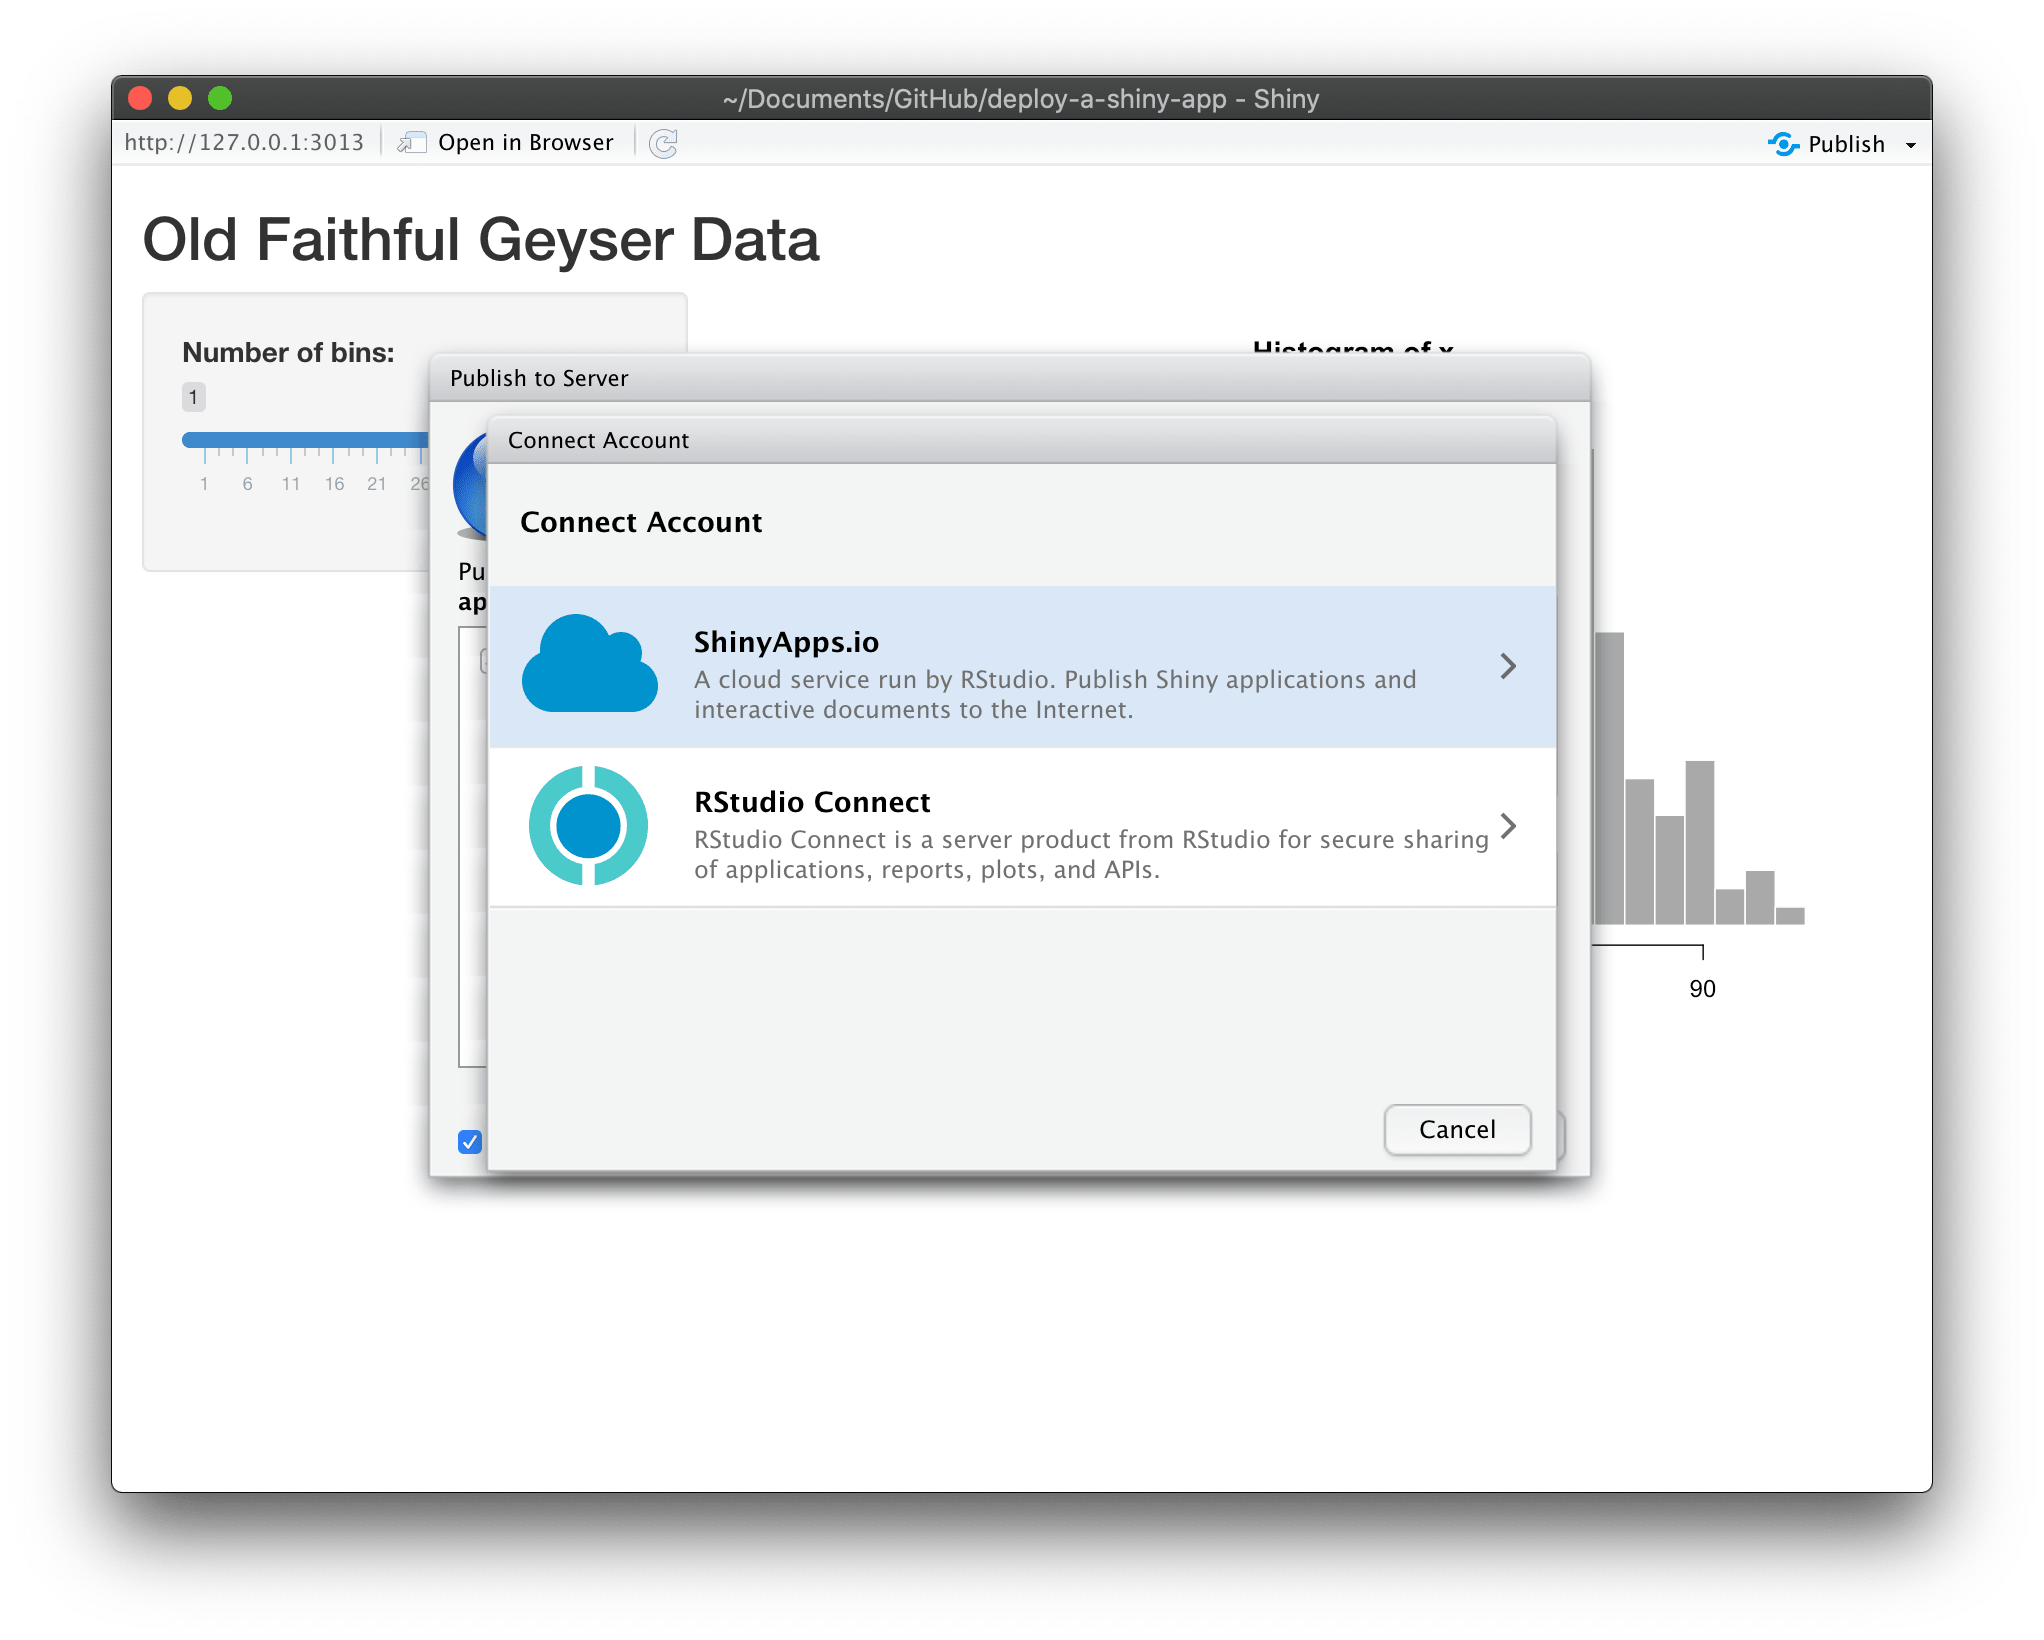 ~/Documents/GitHub/deploy-a-shiny-app - Shiny
http://127.0.0.1:3013 Open in Browser Publish
Old Faithful Geyser Data
Number of bins:
Histogram of x
1
1 6 11 16 21 26
Publish to Server
Connect Account
Connect Account
Pu
ap
ShinyApps.io
A cloud service run by RStudio. Publish Shiny applications and
interactive documents to the Internet.
RStudio Connect
RStudio Connect is a server product from RStudio for secure sharing
of applications, reports, plots, and APIs.
90
Cancel